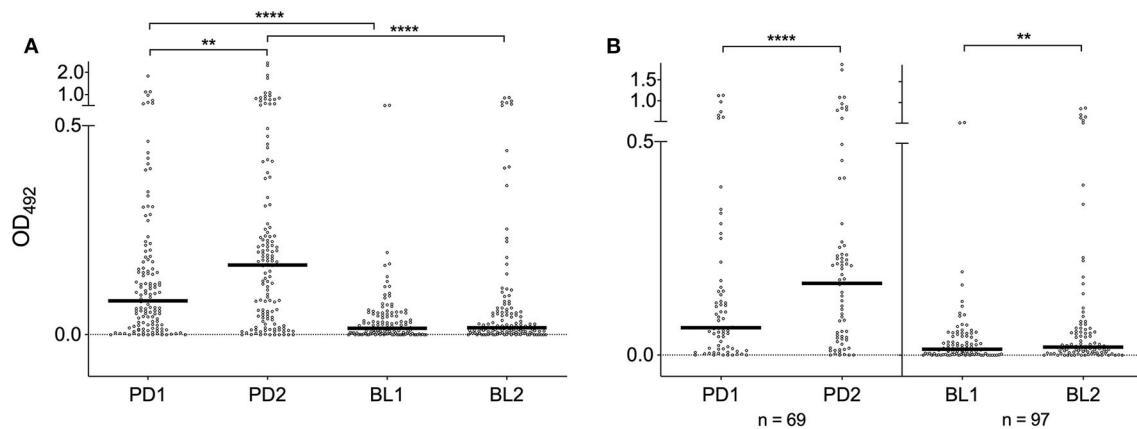 A
****
**
****
OD492
2.0
1.0
0.5
0.0
PD1 PD2 BL1 BL2
B
****
**
1.5
1.0
0.5
0.0
PD1 PD2 BL1 BL2
n = 69 n = 97